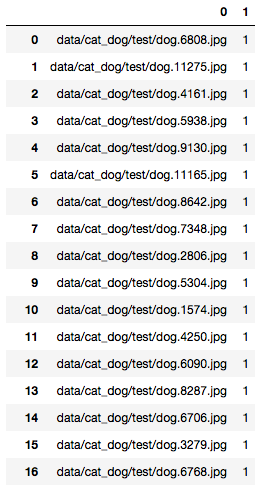 0 1
0 data/cat_dog/test/dog.6808.jpg 1
1 data/cat_dog/test/dog.11275.jpg 1
2 data/cat_dog/test/dog.4161.jpg 1
3 data/cat_dog/test/dog.5938.jpg 1
4 data/cat_dog/test/dog.9130.jpg 1
5 data/cat_dog/test/dog.11165.jpg 1
6 data/cat_dog/test/dog.8642.jpg 1
7 data/cat_dog/test/dog.7348.jpg 1
8 data/cat_dog/test/dog.2806.jpg 1
9 data/cat_dog/test/dog.5304.jpg 1
10 data/cat_dog/test/dog.1574.jpg 1
11 data/cat_dog/test/dog.4250.jpg 1
12 data/cat_dog/test/dog.6090.jpg 1
13 data/cat_dog/test/dog.8287.jpg 1
14 data/cat_dog/test/dog.6706.jpg 1
15 data/cat_dog/test/dog.3279.jpg 1
16 data/cat_dog/test/dog.6768.jpg 1